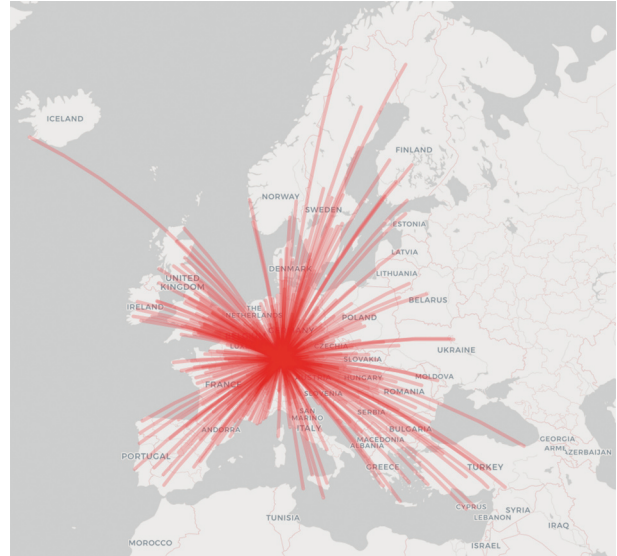 ICELAND
FINLAND
NORWAY
SWEDEN
ESTONIA
LATVIA
DENMARK
LITHUANIA
UNITED
KINGDOM
BELARUS
IRELAND
THE
NETHERLANDS
POLAND
UKRAINE
SLOVAKIA
MOLDOVA
HUNGARY
FRANCE
ROMANIA
SLOVENIA
SAN
MARINO
SERBIA
ITALY
BULGARIA
ANDORRA
MACEDONIA
ALBANIA
GEORGIA
PORTUGAL
GREECE
TURKEY
CYPRUS
SYRIA
LEBANON
TUNISIA
IRAQ
MOROCCO
ISRAEL